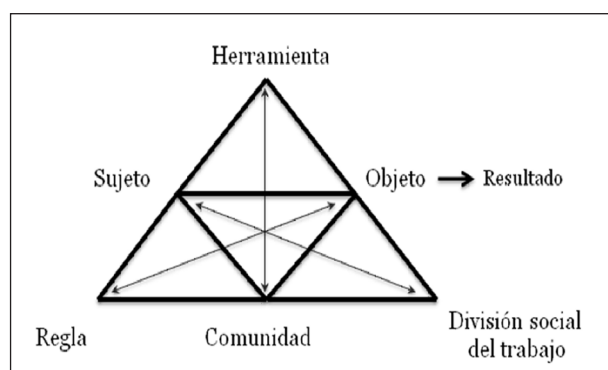 Herramienta
Sujeto
Objeto
Resultado
Regla
Comunidad
División social
del trabajo